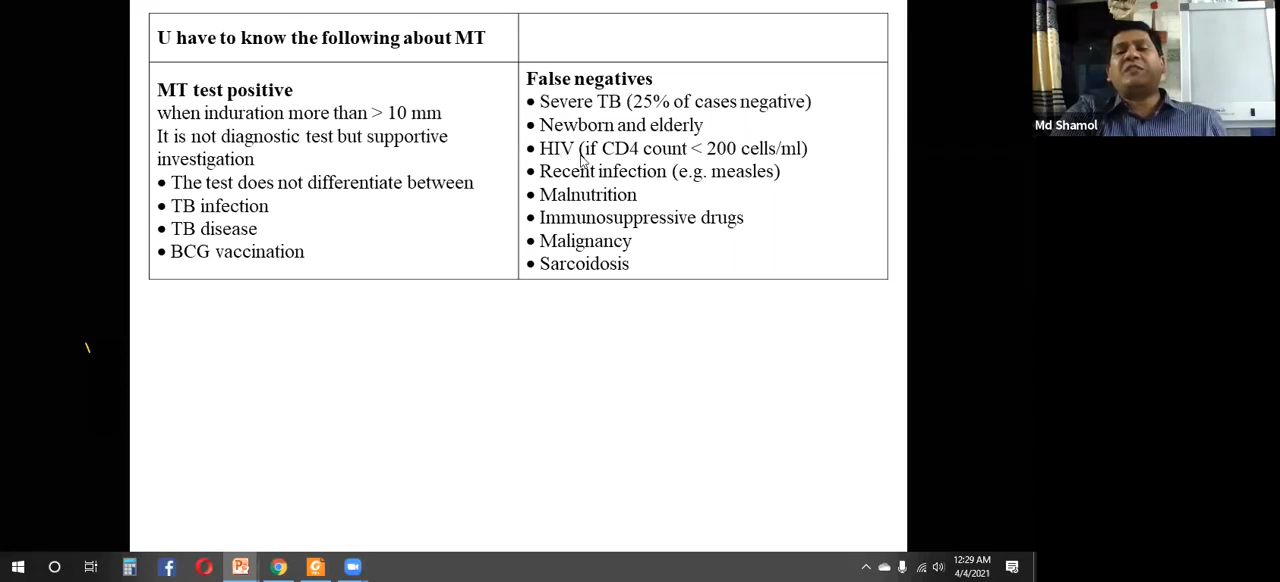 U have to know the following about MT
MT test positive
when induration more than > 10 mm
It is not diagnostic test but supportive
investigation
• The test does not differentiate between
• TB infection
• TB disease
• BCG vaccination
False negatives
• Severe TB (25% of cases negative)
• Newborn and elderly
• HIV (if CD4 count < 200 cells/ml)
• Recent infection (e.g. measles)
• Malnutrition
• Immunosuppressive drugs
• Malignancy
• Sarcoidosis
Md Shamol
12:29 AM
4/4/2021